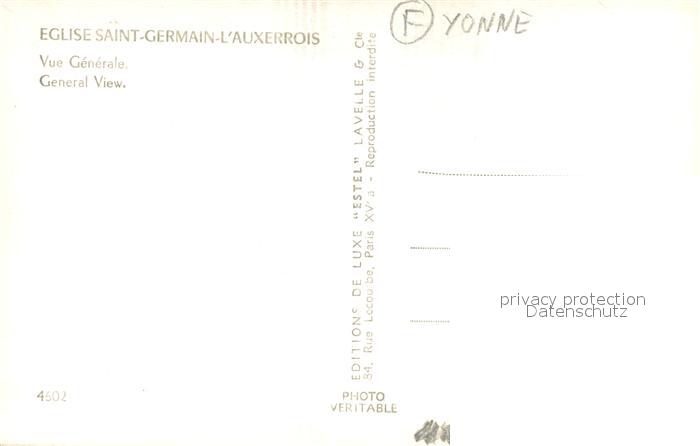 EGLISE SAINT-GERMAIN-L'AUXERROIS
Vue Générale.
General View.
F YONNE
EDITIONS DE LUXE "ESTEL" LAVELLE & Cie
84, Rue Lecourbe, Paris XVe - Reproduction interdite
privacy protection
Datenschutz
4602
PHOTO
VERITABLE